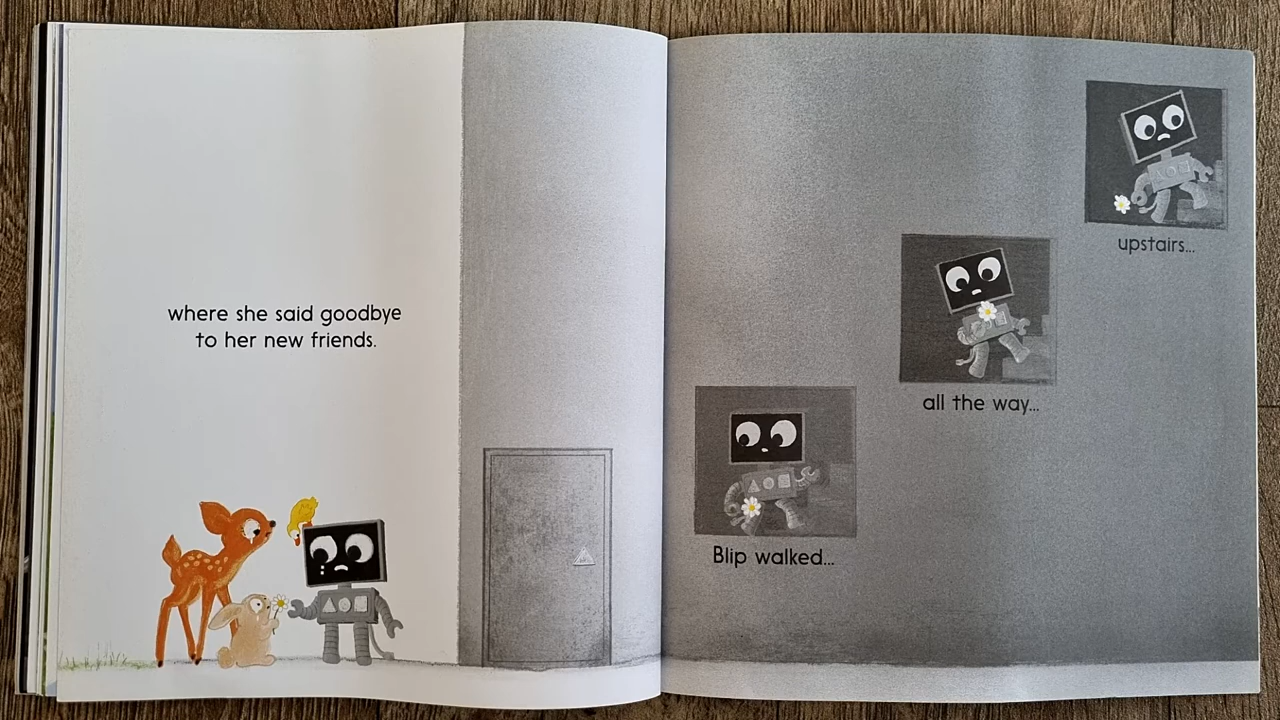 where she said goodbye
to her new friends.
Blip walked...
all the way...
upstairs...